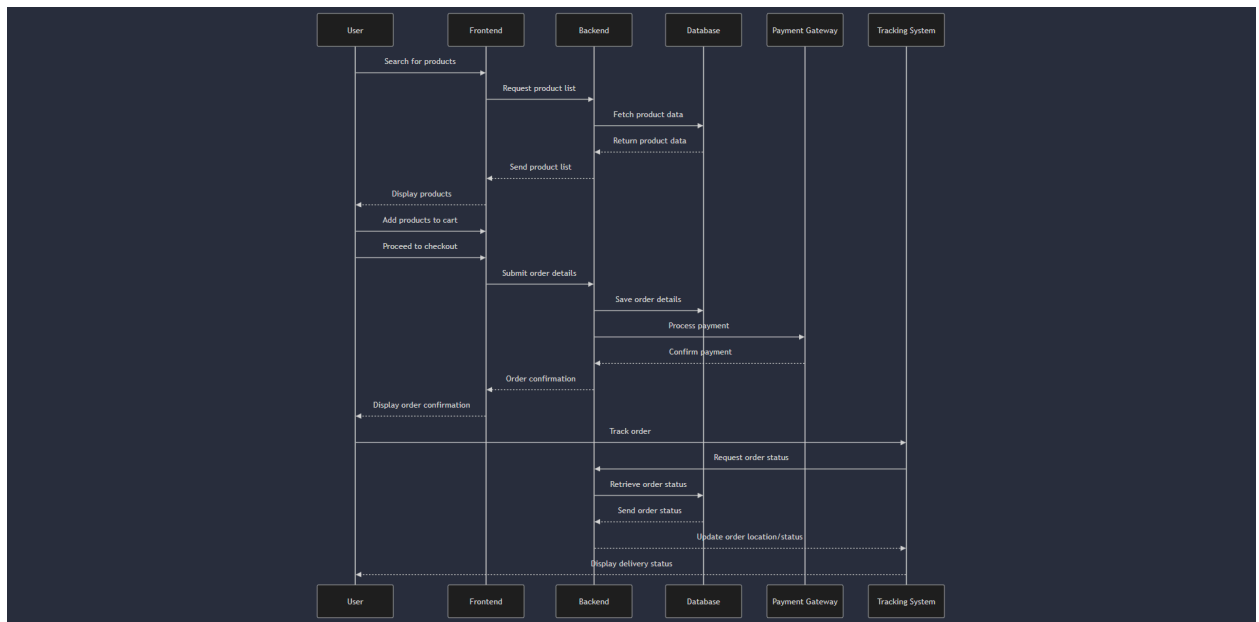 User
Frontend
Backend
Database
Payment Gateway
Tracking System
Search for products
Request product list
Fetch product data
Return product data
Send product list
Display products
Add products to cart
Proceed to checkout
Submit order details
Save order details
Process payment
Confirm payment
Order confirmation
Display order confirmation
Track order
Request order status
Retrieve order status
Send order status
Update order location/status
Display delivery status
User
Frontend
Backend
Database
Payment Gateway
Tracking System